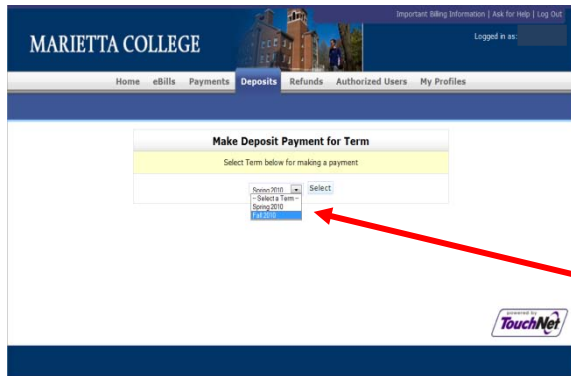 Important Billing Information | Ask for Help | Log Out
MARIETTA COLLEGE
Logged in as:
Home eBills Payments Deposits Refunds Authorized Users My Profiles
Make Deposit Payment for Term
Select Term below for making a payment
Spring 2010 Select
-- Select a Term --
Spring 2010
Fall 2010
powered by
TouchNet